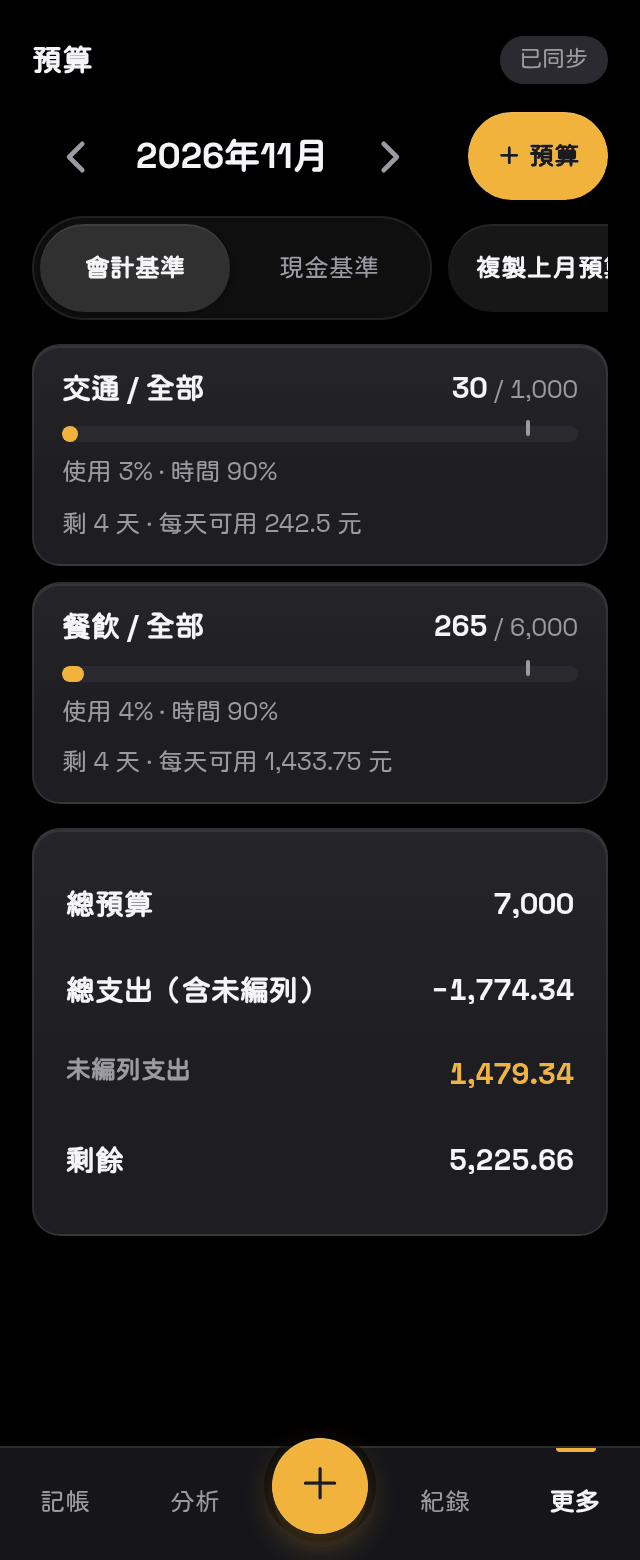 預算
已同步
2026年11月
+ 預算
會計基準
現金基準
複製上月預
交通 / 全部
30 / 1,000
使用 3% · 時間 90%
剩 4 天 · 每天可用 242.5 元
餐飲 / 全部
265 / 6,000
使用 4% · 時間 90%
剩 4 天 · 每天可用 1,433.75 元
總預算
7,000
總支出（含未編列）
-1,774.34
未編列支出
1,479.34
剩餘
5,225.66
記帳
分析
+
紀錄
更多